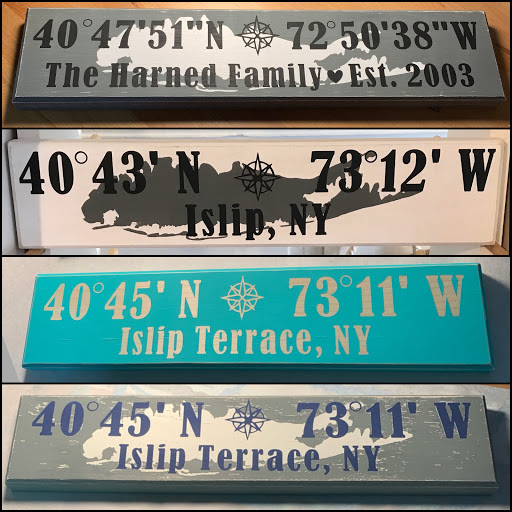 40°47'51"N 72°50'38"W
The Harned Family♥Est. 2003
40°43' N 73°12' W
Islip, NY
40°45' N 73°11' W
Islip Terrace, NY
40°45' N 73°11' W
Islip Terrace, NY